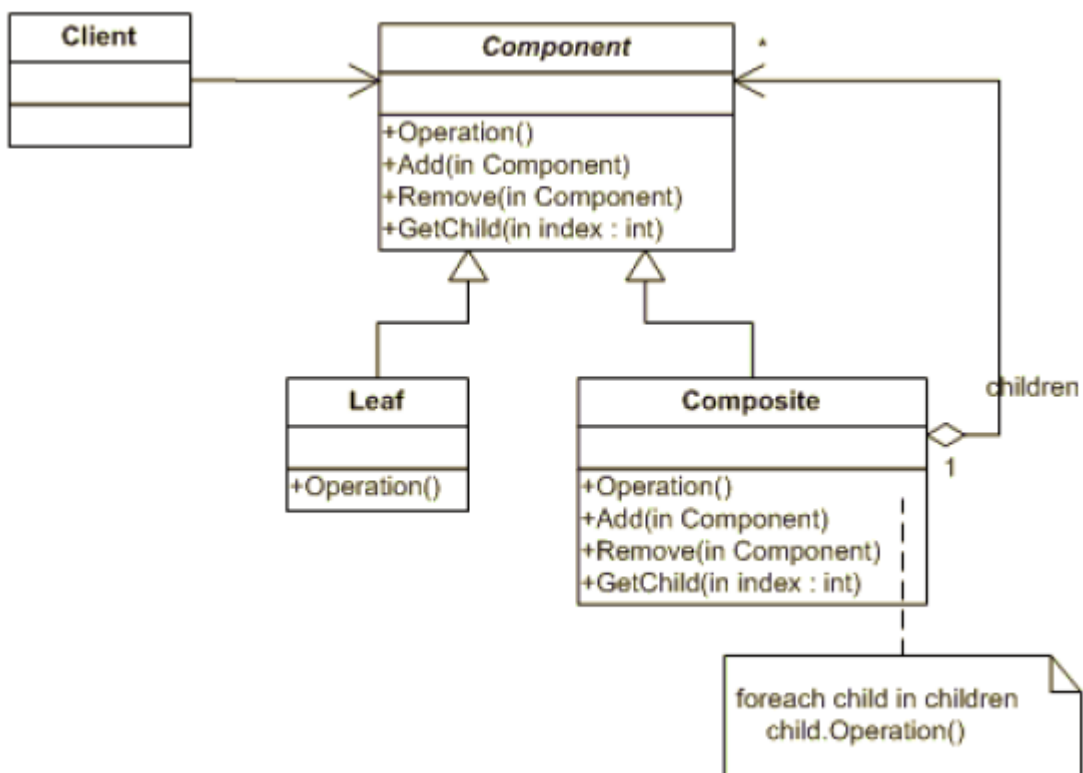 Client
Component
*
+Operation()
+Add(in Component)
+Remove(in Component)
+GetChild(in index : int)
Leaf
+Operation()
Composite
children
1
+Operation()
+Add(in Component)
+Remove(in Component)
+GetChild(in index : int)
foreach child in children
child.Operation()